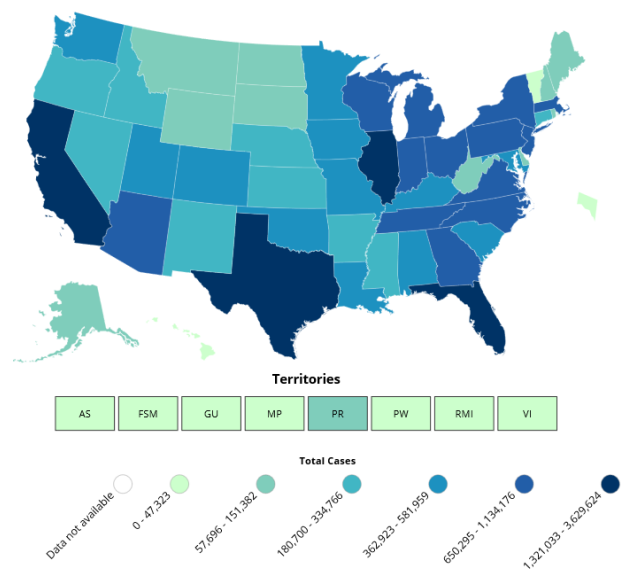 Territories
AS
FSM
GU
MP
PR
PW
RMI
VI
Total Cases
Data not available
0 - 47,323
57,696 - 151,382
180,700 - 334,766
362,923 - 581,959
650,295 - 1,134,176
1,321,033 - 3,629,624